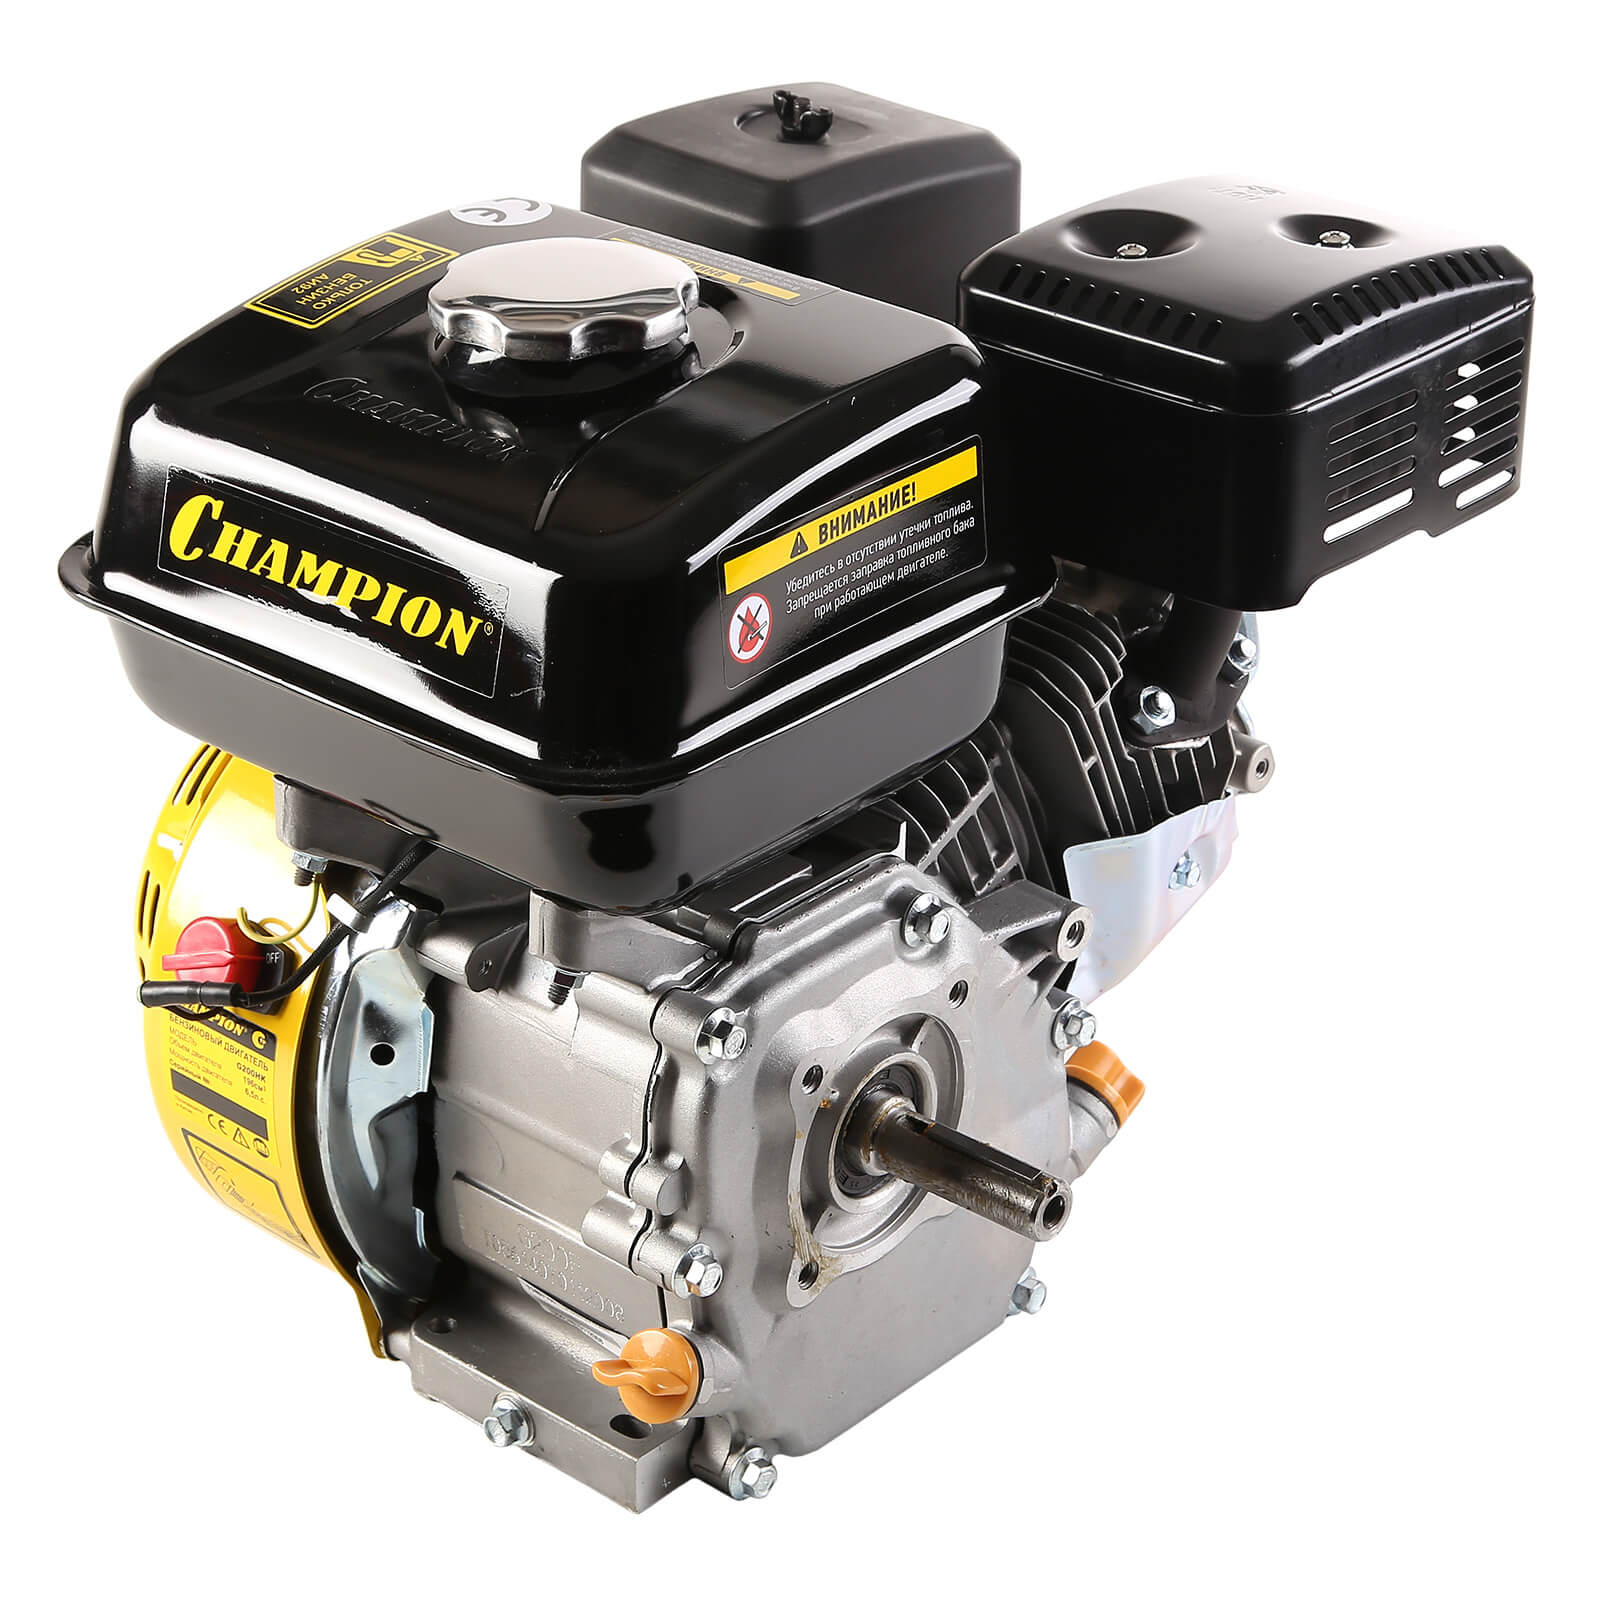 CE
ТОЛЬКО
БЕНЗИН
АИ92
ВНИМАНИЕ!
CHAMPION
CHAMPION®
ВНИМАНИЕ!
Убедитесь в отсутствии утечки топлива.
Запрещается заправка топливного бака
при работающем двигателе.
OFF
CHAMPION
БЕНЗИНОВЫЙ ДВИГАТЕЛЬ
МОДЕЛЬ G200HK
Объем двигателя 196см³
Мощность двигателя 6,5л.с.
Серийный №
CE